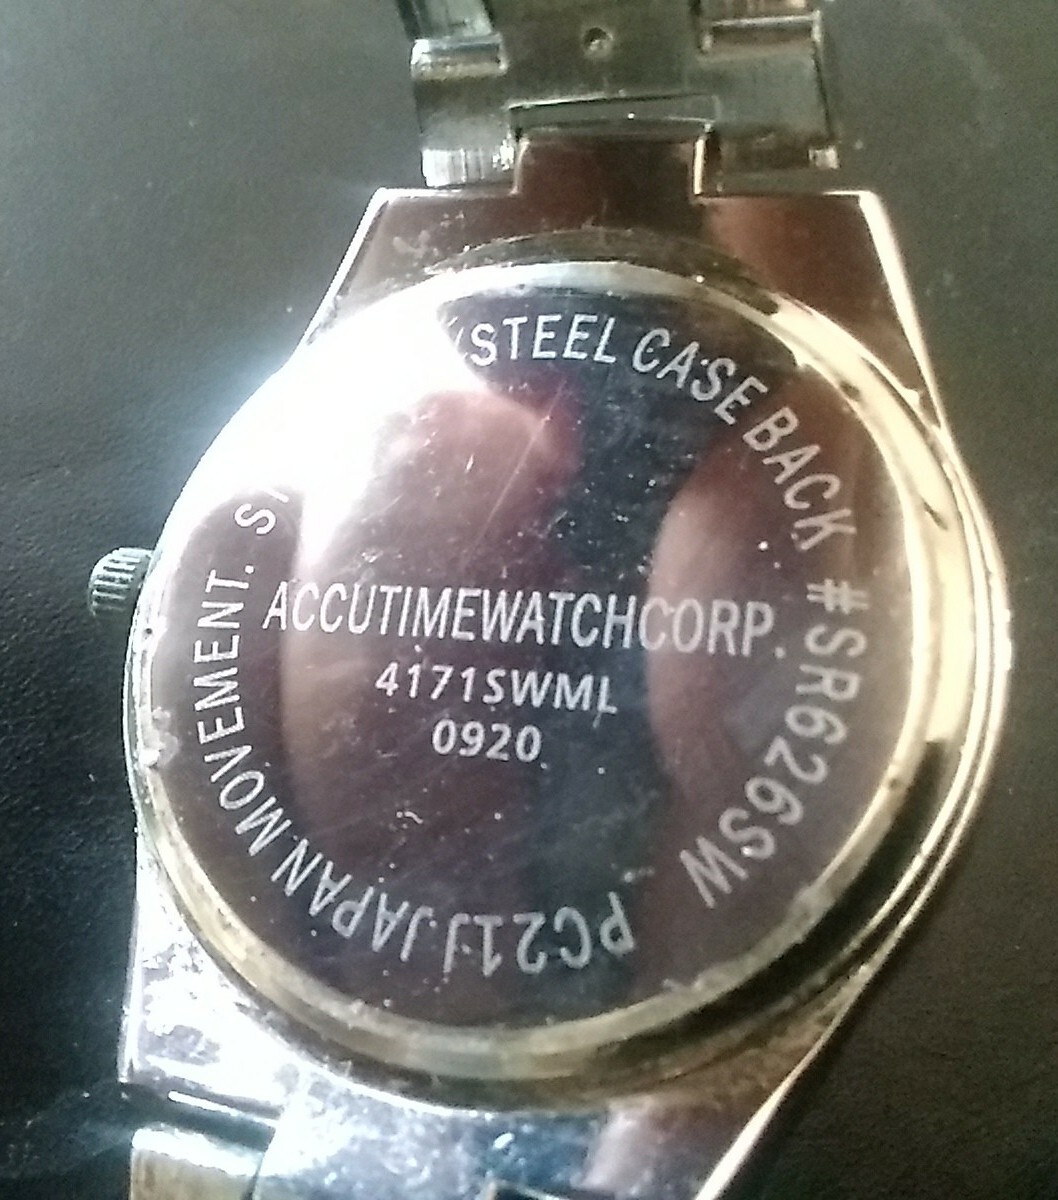 STEEL CASE BACK #SR626SW
PC21J JAPAN MOVEMENT.
ACCUTIMEWATCHCORP.
4171SWML
0920